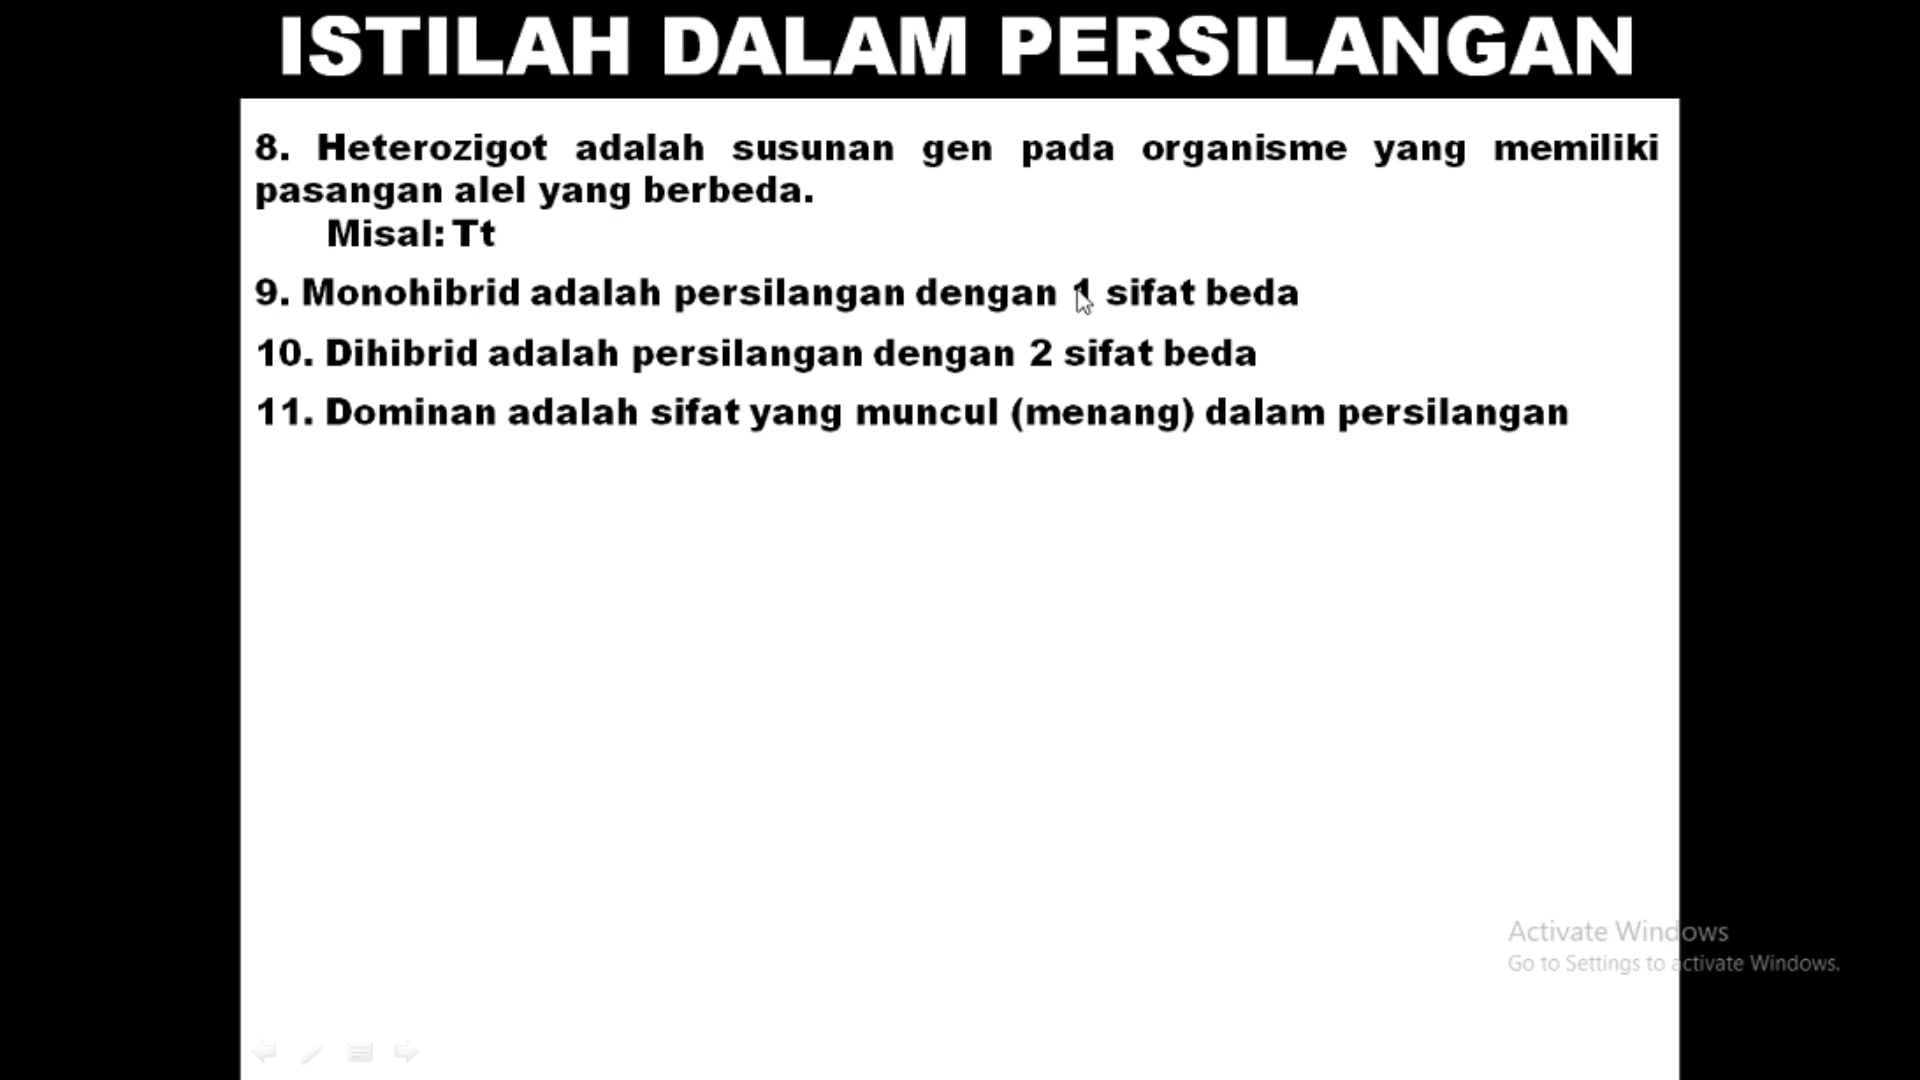 ISTILAH DALAM PERSILANGAN
8. Heterozigot adalah susunan gen pada organisme yang memiliki
pasangan alel yang berbeda.
Misal: Tt
9. Monohibrid adalah persilangan dengan 1 sifat beda
10. Dihibrid adalah persilangan dengan 2 sifat beda
11. Dominan adalah sifat yang muncul (menang) dalam persilangan
Activate Windows
Go to Settings to activate Windows.